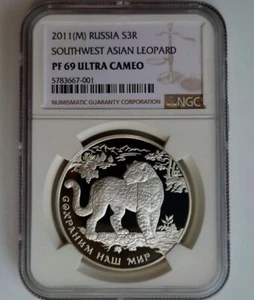 2011(M) RUSSIA S3R
SOUTHWEST ASIAN LEOPARD
PF 69 ULTRA CAMEO
5783667-001
NUMISMATIC GUARANTY CORPORATION
NGC
СОХРАНИМ НАШ МИР